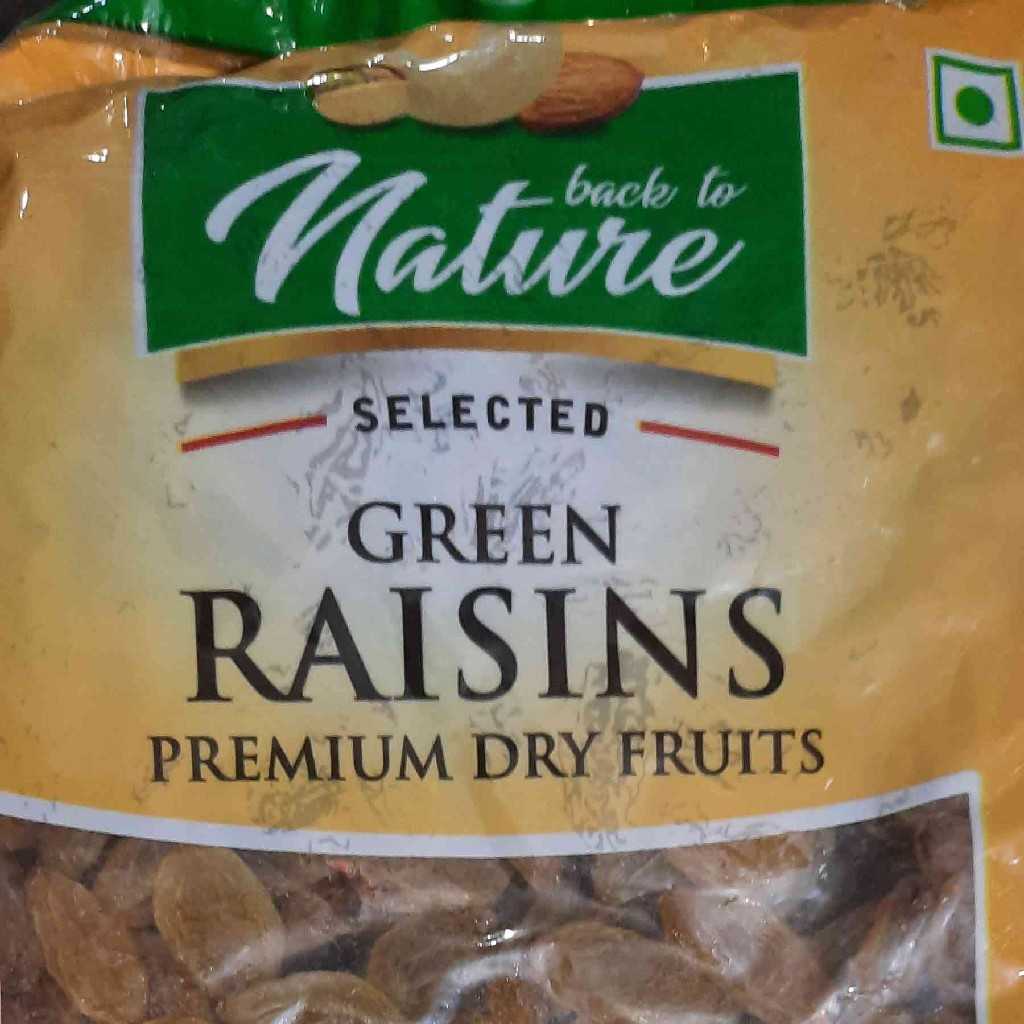 back to
Nature
SELECTED
GREEN
RAISINS
PREMIUM DRY FRUITS